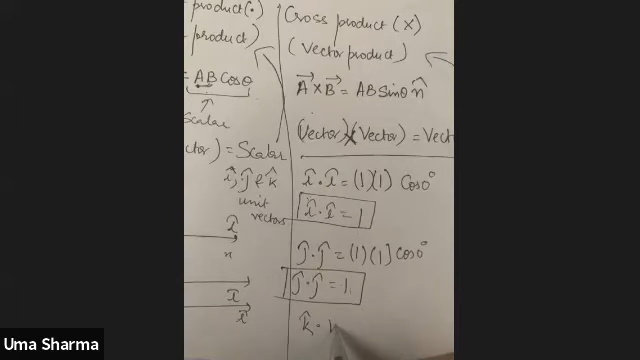 product(·)
product)
= AB Cosθ
Scalar
ctor) = Scalar
î, ĵ & k̂
unit
vectors
î
î
î
Cross product (X)
(Vector product)
A⃗ × B⃗ = AB Sinθ n̂
(Vector) X (Vector) = Vect
î · î = (1)(1) Cos0°
î · î = 1
ĵ · ĵ = (1)(1) Cos0°
ĵ · ĵ = 1
k̂ ·
Uma Sharma